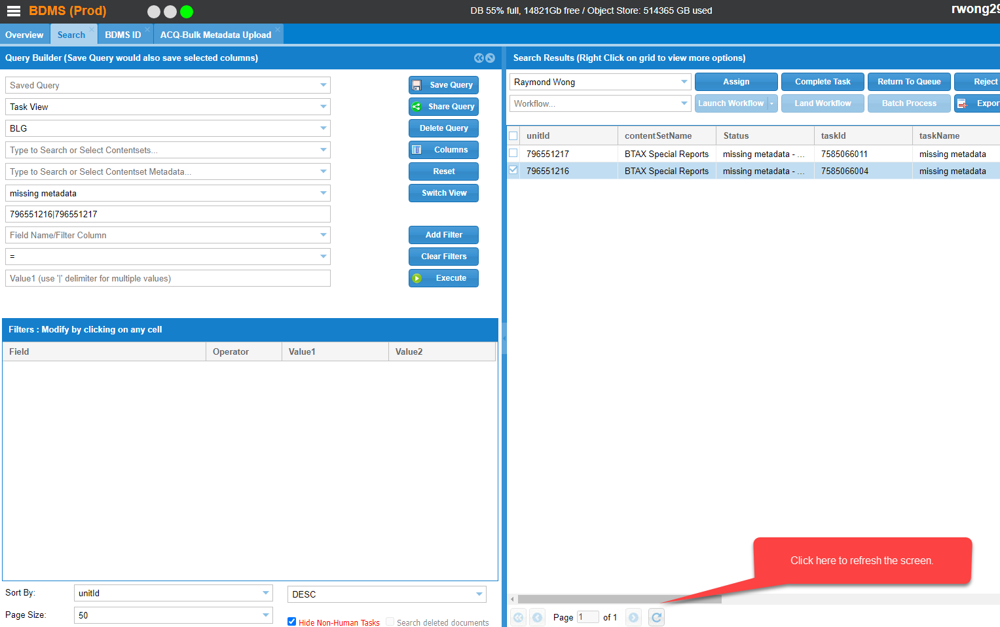 BDMS (Prod)
DB 55% full, 14821Gb free / Object Store: 514365 GB used
rwong29
Overview
Search
BDMS ID
ACQ-Bulk Metadata Upload
Query Builder (Save Query would also save selected columns)
Saved Query
Save Query
Task View
Share Query
BLG
Delete Query
Type to Search or Select Contentsets...
Columns
Type to Search or Select Contentset Metadata...
Reset
missing metadata
Switch View
796551216|796551217
Field Name/Filter Column
Add Filter
=
Clear Filters
Value1 (use '|' delimiter for multiple values)
Execute
Filters : Modify by clicking on any cell
Field Operator Value1 Value2
Sort By:
unitId
DESC
Page Size:
50
Hide Non-Human Tasks
Search deleted documents
Search Results (Right Click on grid to view more options)
Raymond Wong
Assign
Complete Task
Return To Queue
Reject
Workflow...
Launch Workflow
Land Workflow
Batch Process
Expor
unitId contentSetName Status taskId taskName
796551217 BTAX Special Reports missing metadata - ... 7585066011 missing metadata
796551216 BTAX Special Reports missing metadata - ... 7585066004 missing metadata
Click here to refresh the screen.
Page 1 of 1